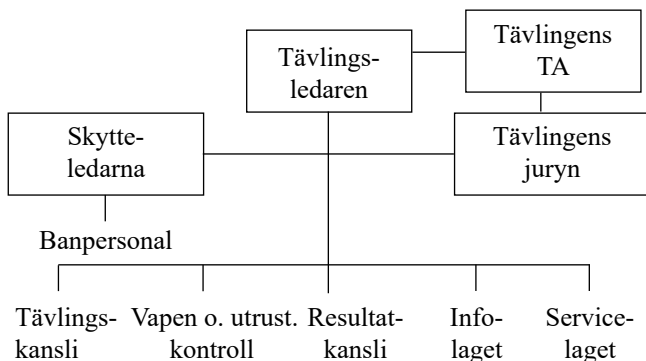 Tävlings-
ledaren
Tävlingens
TA
Skytte-
ledarna
Tävlingens
juryn
Banpersonal
Tävlings-
kansli
Vapen o. utrust.
kontroll
Resultat-
kansli
Info-
laget
Service-
laget